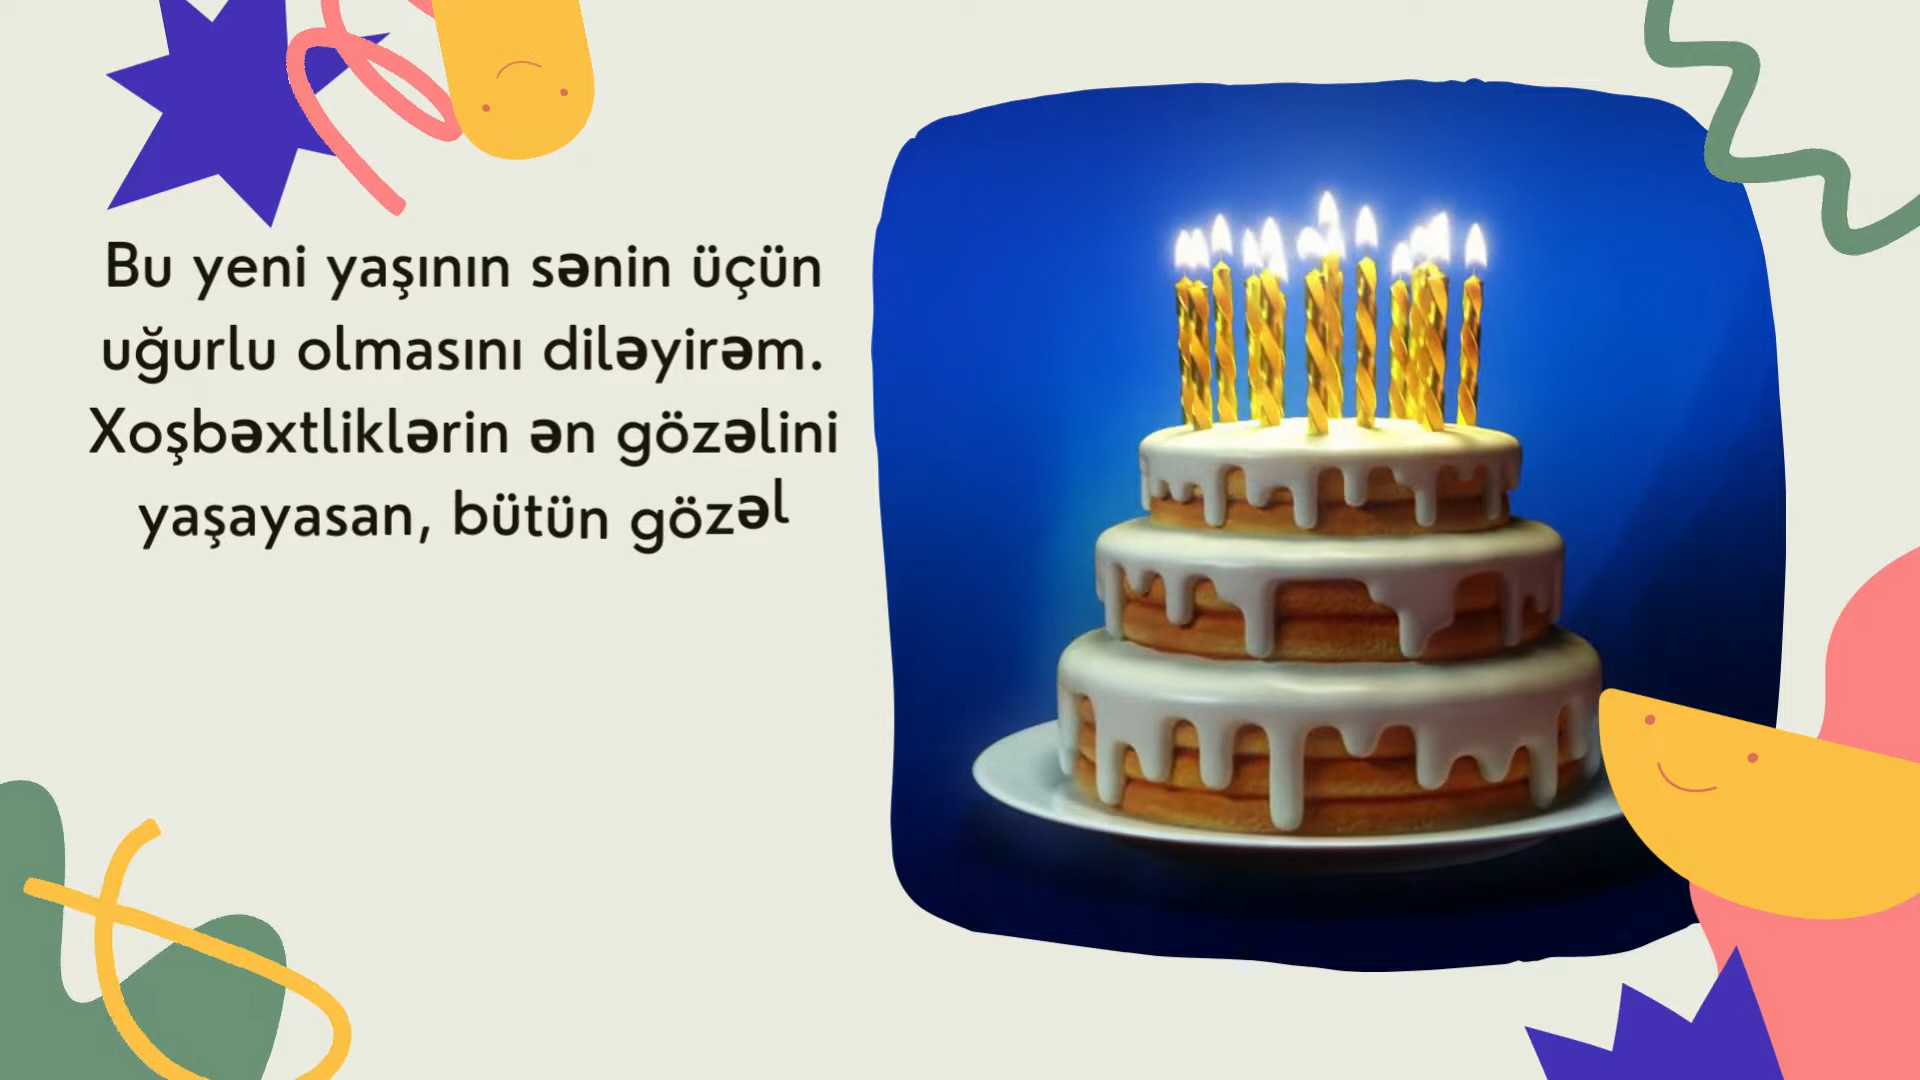 Bu yeni yaşının sənin üçün
uğurlu olmasını diləyirəm.
Xoşbəxtliklərin ən gözəlini
yaşayasan, bütün gözəl